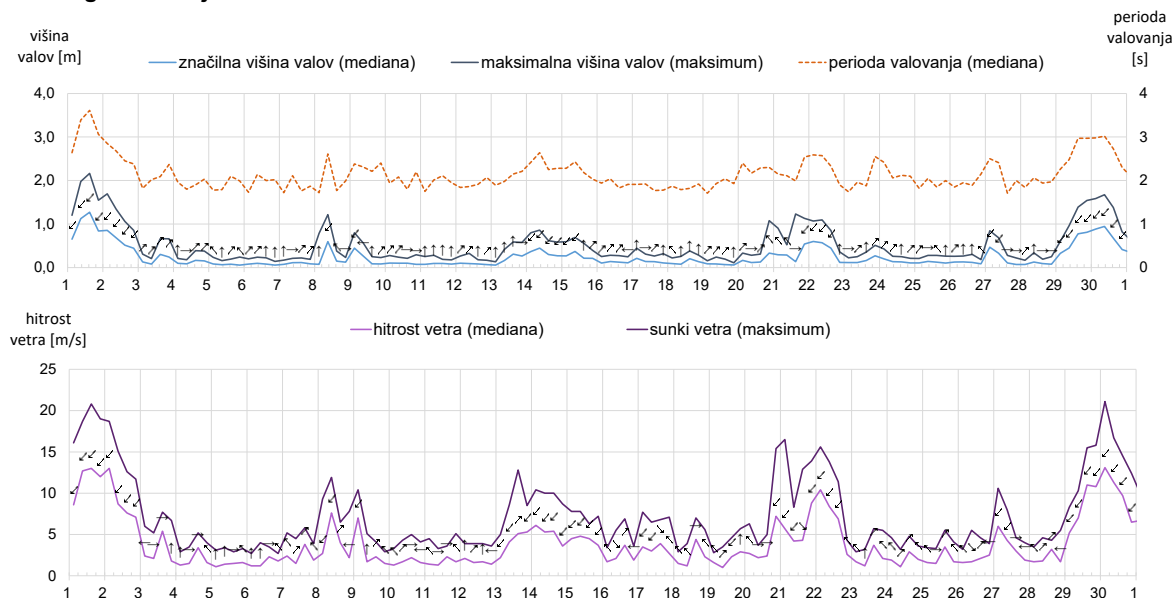 višina
valov [m]
perioda
valovanja
[s]
značilna višina valov (mediana)
maksimalna višina valov (maksimum)
perioda valovanja (mediana)
4,0
3,0
2,0
1,0
0,0
4
3
2
1
0
1 2 3 4 5 6 7 8 9 10 11 12 13 14 15 16 17 18 19 20 21 22 23 24 25 26 27 28 29 30 1
hitrost
vetra [m/s]
hitrost vetra (mediana)
sunki vetra (maksimum)
25
20
15
10
5
0
1 2 3 4 5 6 7 8 9 10 11 12 13 14 15 16 17 18 19 20 21 22 23 24 25 26 27 28 29 30 1